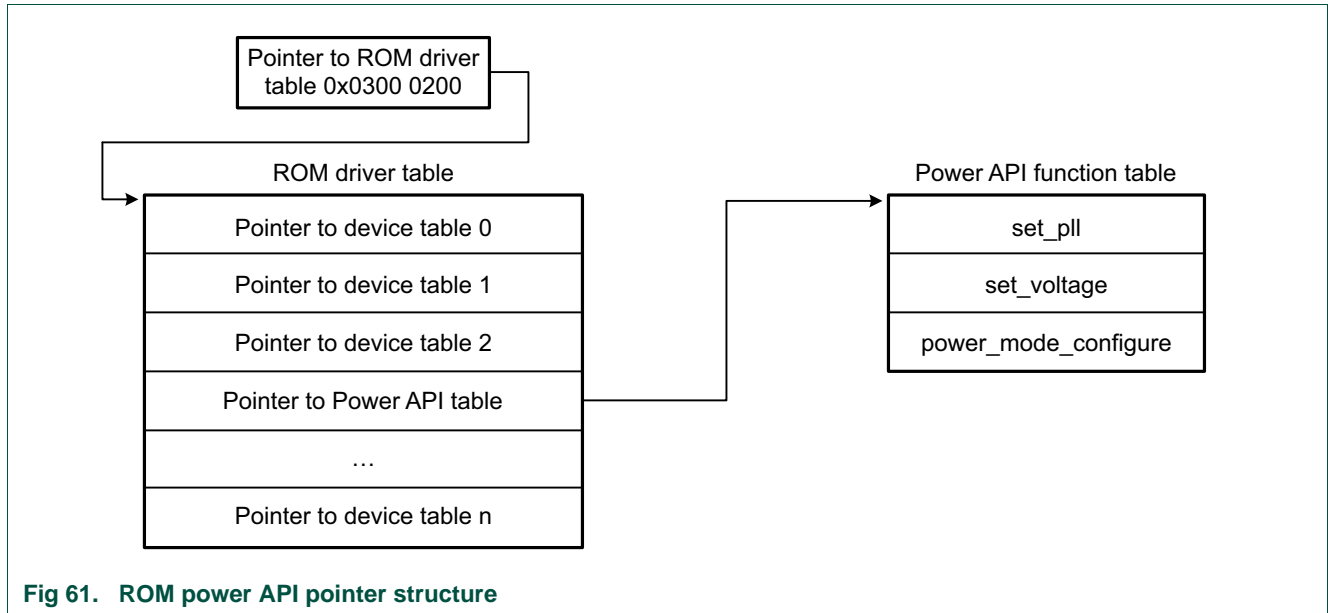 Pointer to ROM driver
table 0x0300 0200
ROM driver table
Pointer to device table 0
Pointer to device table 1
Pointer to device table 2
Pointer to Power API table
…
Pointer to device table n
Power API function table
set_pll
set_voltage
power_mode_configure
Fig 61. ROM power API pointer structure